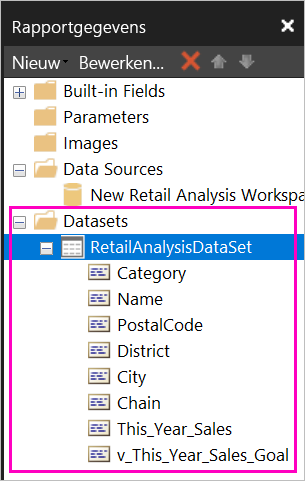 Rapportgegevens
Nieuw Bewerken...
Built-in Fields
Parameters
Images
Data Sources
New Retail Analysis Workspa
Datasets
RetailAnalysisDataSet
Category
Name
PostalCode
District
City
Chain
This_Year_Sales
v_This_Year_Sales_Goal